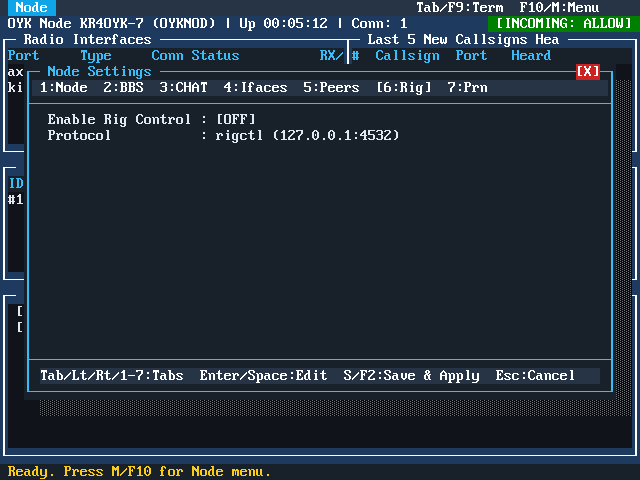 Node Tab/F9:Term F10/M:Menu
OYK Node KR4OYK-7 (OYKNOD) | Up 00:05:12 | Conn: 1 [INCOMING: ALLOW]
Radio Interfaces Last 5 New Callsigns Hea
Port Type Conn Status RX/ # Callsign Port Heard
ax
Node Settings [X]
ki
1:Node 2:BBS 3:CHAT 4:Ifaces 5:Peers [6:Rig] 7:Prn
Enable Rig Control : [OFF]
Protocol : rigctl (127.0.0.1:4532)
ID
#1
[
[
Tab/Lt/Rt/1-7:Tabs Enter/Space:Edit S/F2:Save & Apply Esc:Cancel
Ready. Press M/F10 for Node menu.